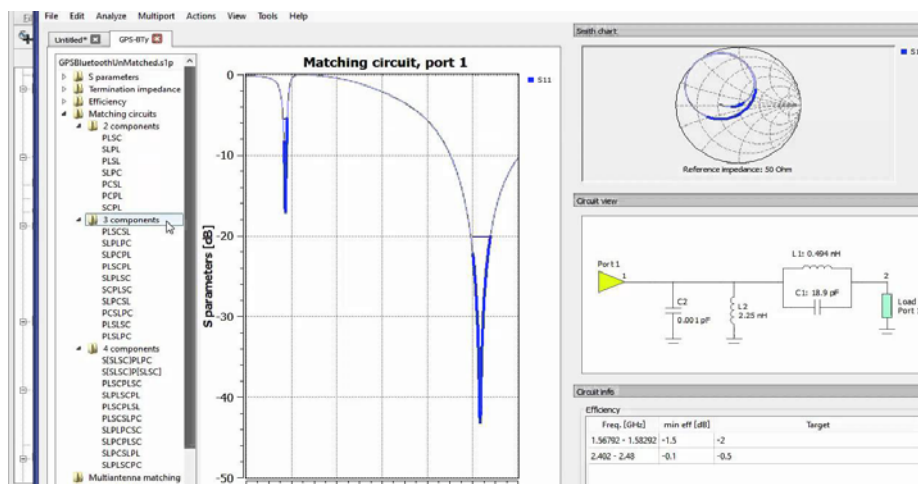 File Edit Analyze Multiport Actions View Tools Help
Untitled* GPS-BTy
GPSBluetoothUnMatched.s1p
S parameters
Termination impedance
Efficiency
Matching circuits
2 components
PLSC
SLPL
PLSL
SLPC
PCSL
PCPL
SCPL
3 components
PLSCSL
SLPLPC
SLPCPL
PLSCPL
SLPLSC
SCPLSC
SLPCSL
PCSLPC
PLSLSC
PLSLPC
4 components
S[SLSC]PLPC
S[SLSC]P[SLSC]
PLSCPLSC
SLPLSCPL
PLSCPLSL
PLSCSLPC
SLPLPCSC
SLPCPLSC
SLPCSLPL
SLPLSCPC
Multiantenna matching
Matching circuit, port 1
S11
S parameters [dB]
0
-10
-20
-30
-40
-50
Smith chart
Reference impedance: 50 Ohm
Circuit view
Port 1
1
C2
0.001 pF
L2
2.25 nH
L1: 0.494 nH
C1: 18.9 pF
2
Load
Port
Circuit info
Efficiency
Freq. [GHz] min eff [dB] Target
1.56792 - 1.58292 -1.5 -2
2.402 - 2.48 -0.1 -0.5